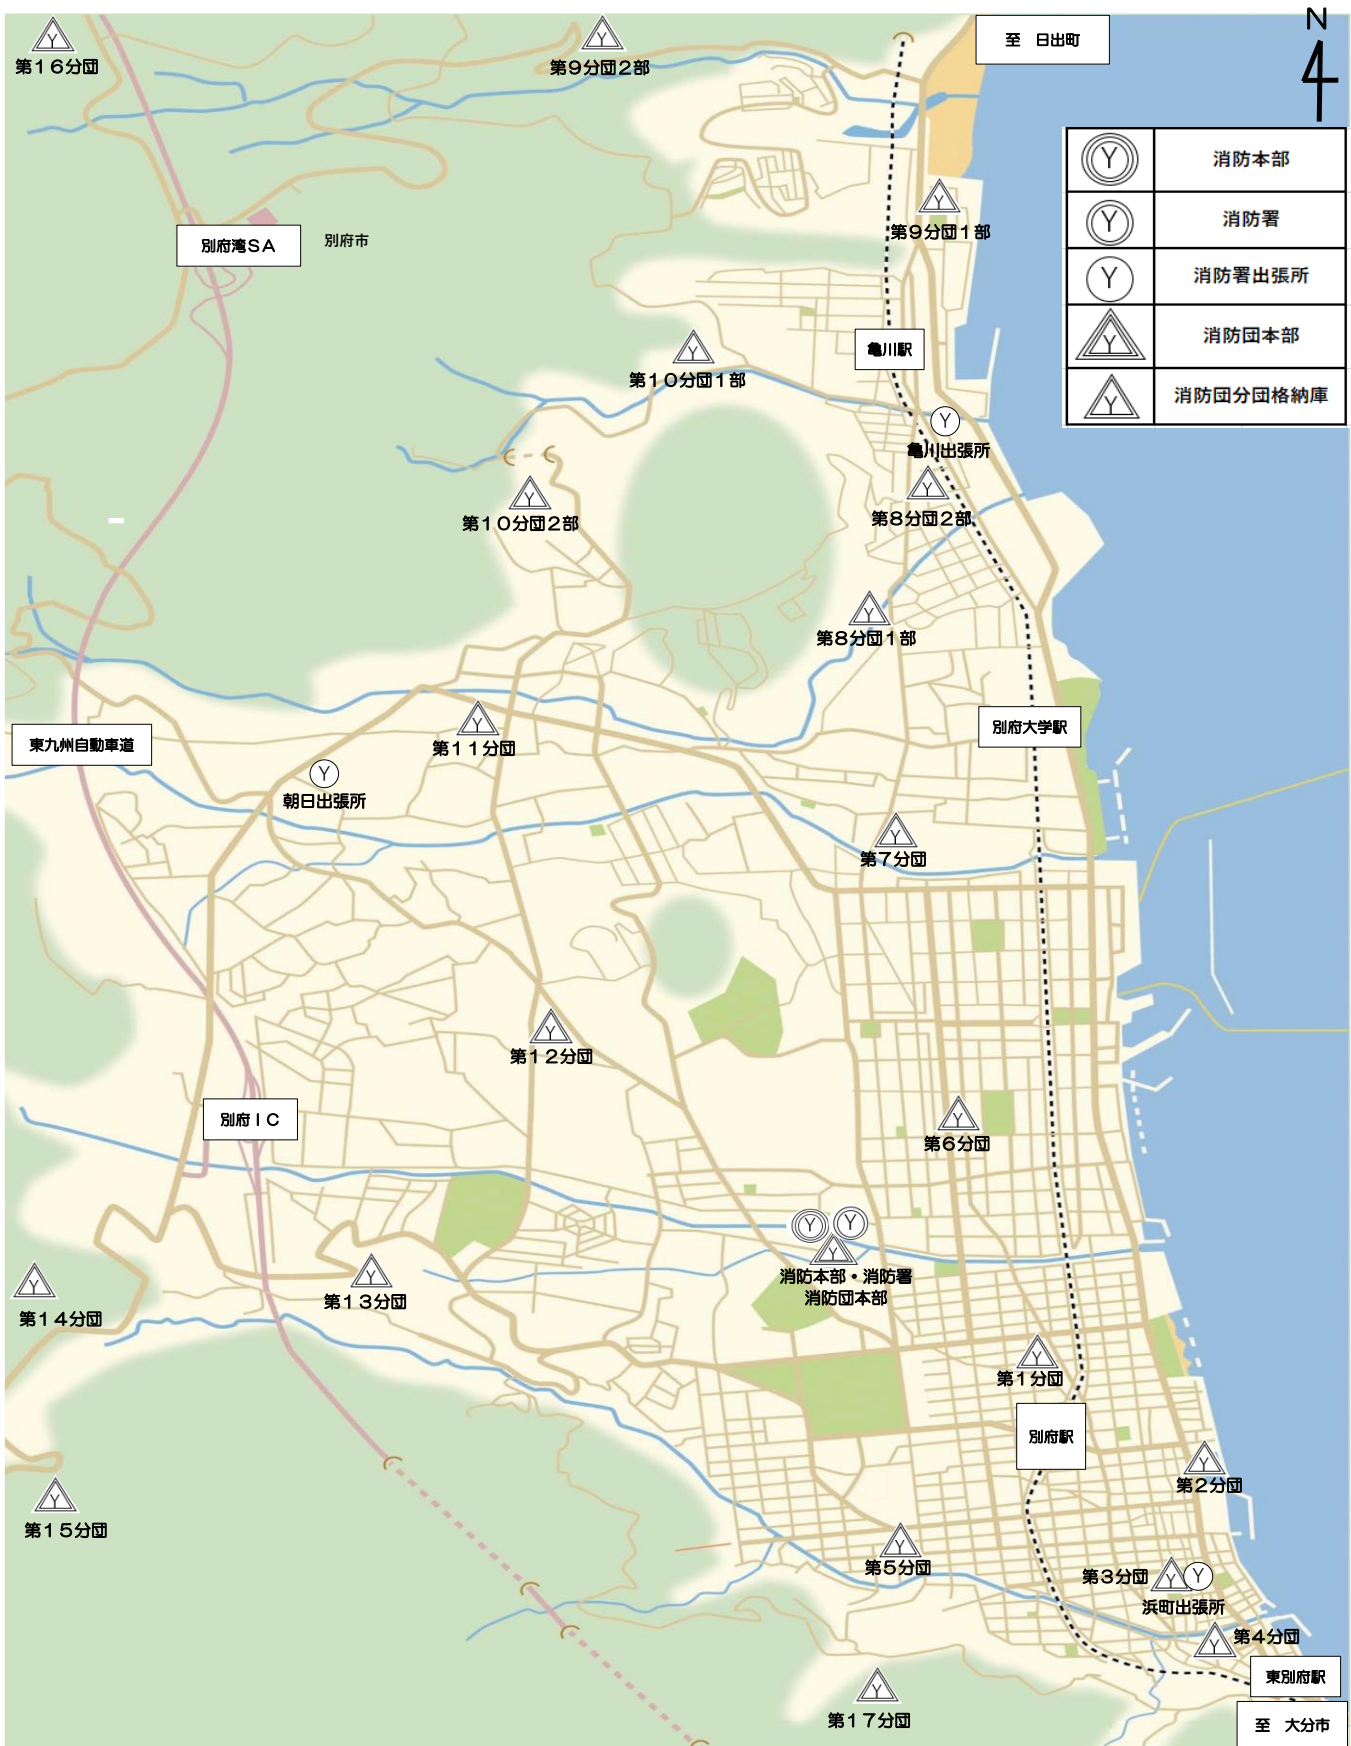 第１６分団
第９分団２部
至　日出町
N
Y　消防本部
Y　消防署
Y　消防署出張所
Y　消防団本部
Y　消防団分団格納庫
第９分団１部
別府湾ＳＡ
別府市
亀川駅
第１０分団１部
亀川出張所
第１０分団２部
第８分団２部
第８分団１部
別府大学駅
東九州自動車道
第１１分団
朝日出張所
第７分団
第１２分団
別府ＩＣ
第６分団
消防本部・消防署
消防団本部
第１３分団
第１４分団
第１分団
別府駅
第２分団
第１５分団
第５分団
第３分団
浜町出張所
第４分団
東別府駅
第１７分団
至　大分市